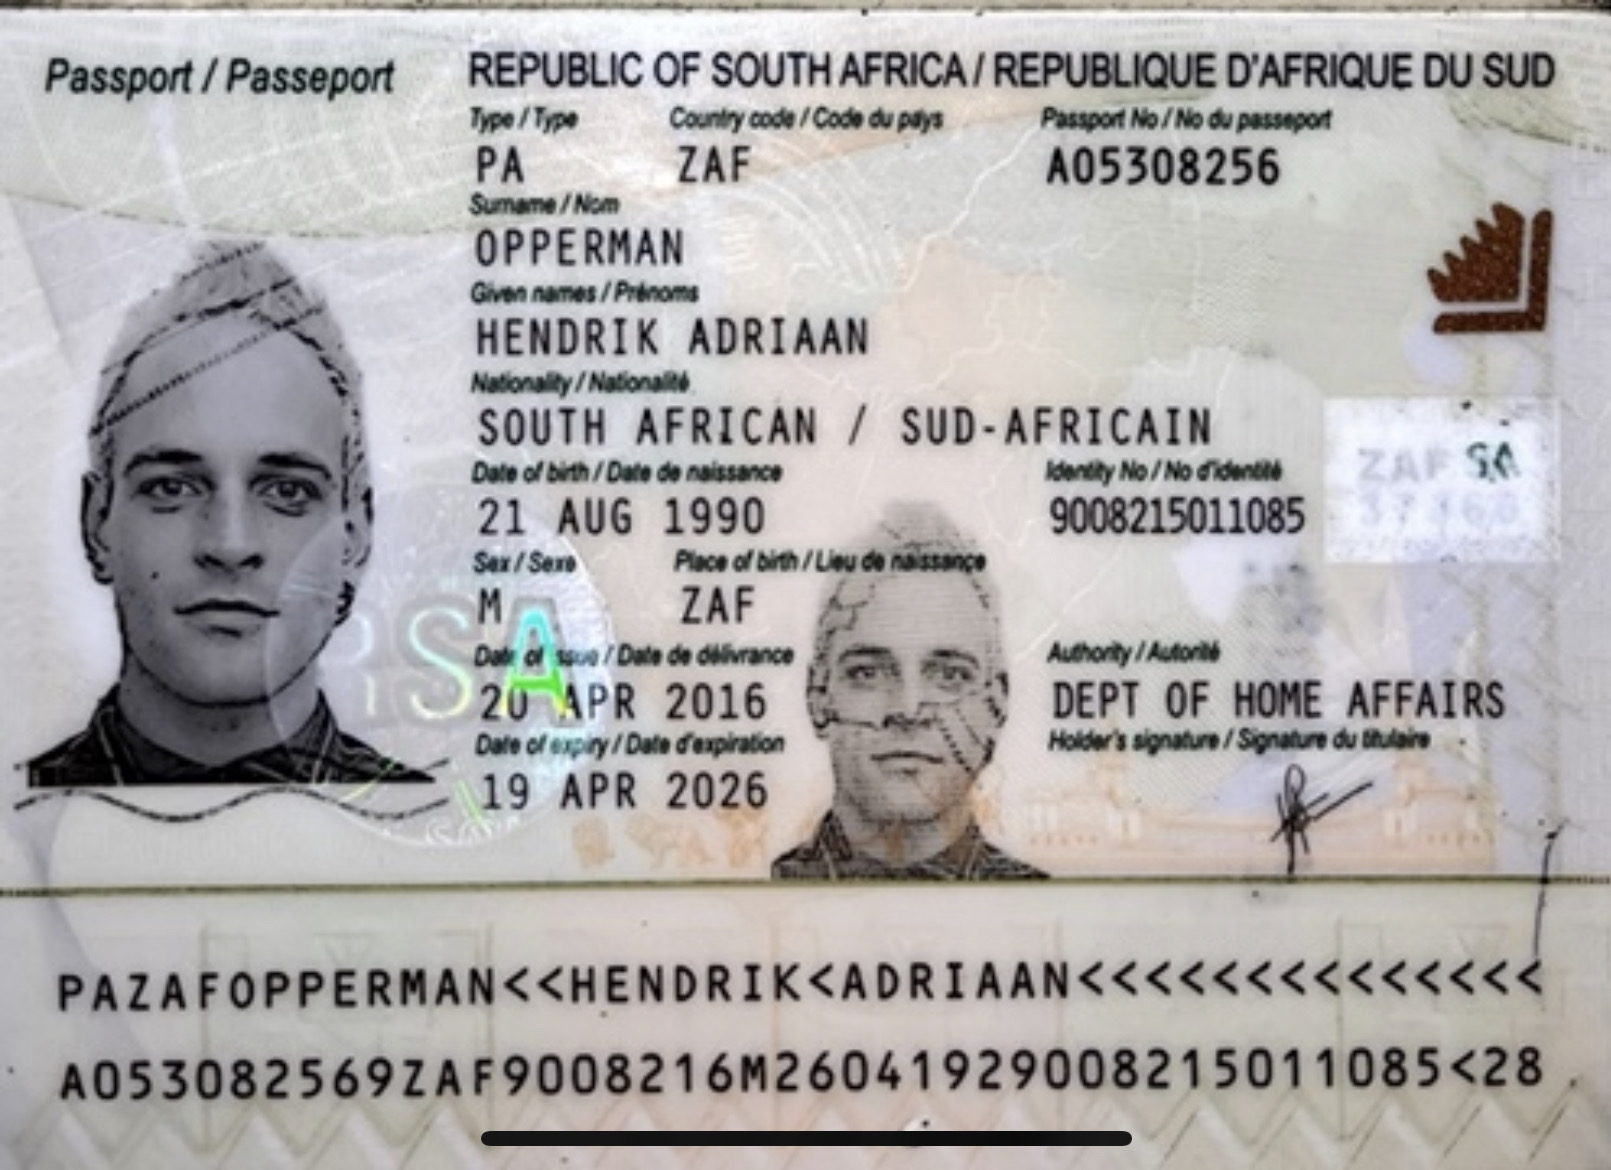 Passport / Passeport
REPUBLIC OF SOUTH AFRICA / REPUBLIQUE D'AFRIQUE DU SUD
Type / Type Country code / Code du pays Passport No / No du passeport
PA ZAF A05308256
Surname / Nom
OPPERMAN
Given names / Prénoms
HENDRIK ADRIAAN
Nationality / Nationalité
SOUTH AFRICAN / SUD-AFRICAIN
Date of birth / Date de naissance Identity No / No d'identité
21 AUG 1990 9008215011085
ZAF SA
Sex / Sexe Place of birth / Lieu de naissance
M ZAF
RSA
Date of issue / Date de délivrance Authority / Autorité
20 APR 2016 DEPT OF HOME AFFAIRS
Date of expiry / Date d'expiration Holder's signature / Signature du titulaire
19 APR 2026
PAZAFOPPERMAN<<HENDRIK<ADRIAAN<<<<<<<<<<<<<<
A053082569ZAF9008216M26041929008215011085<28